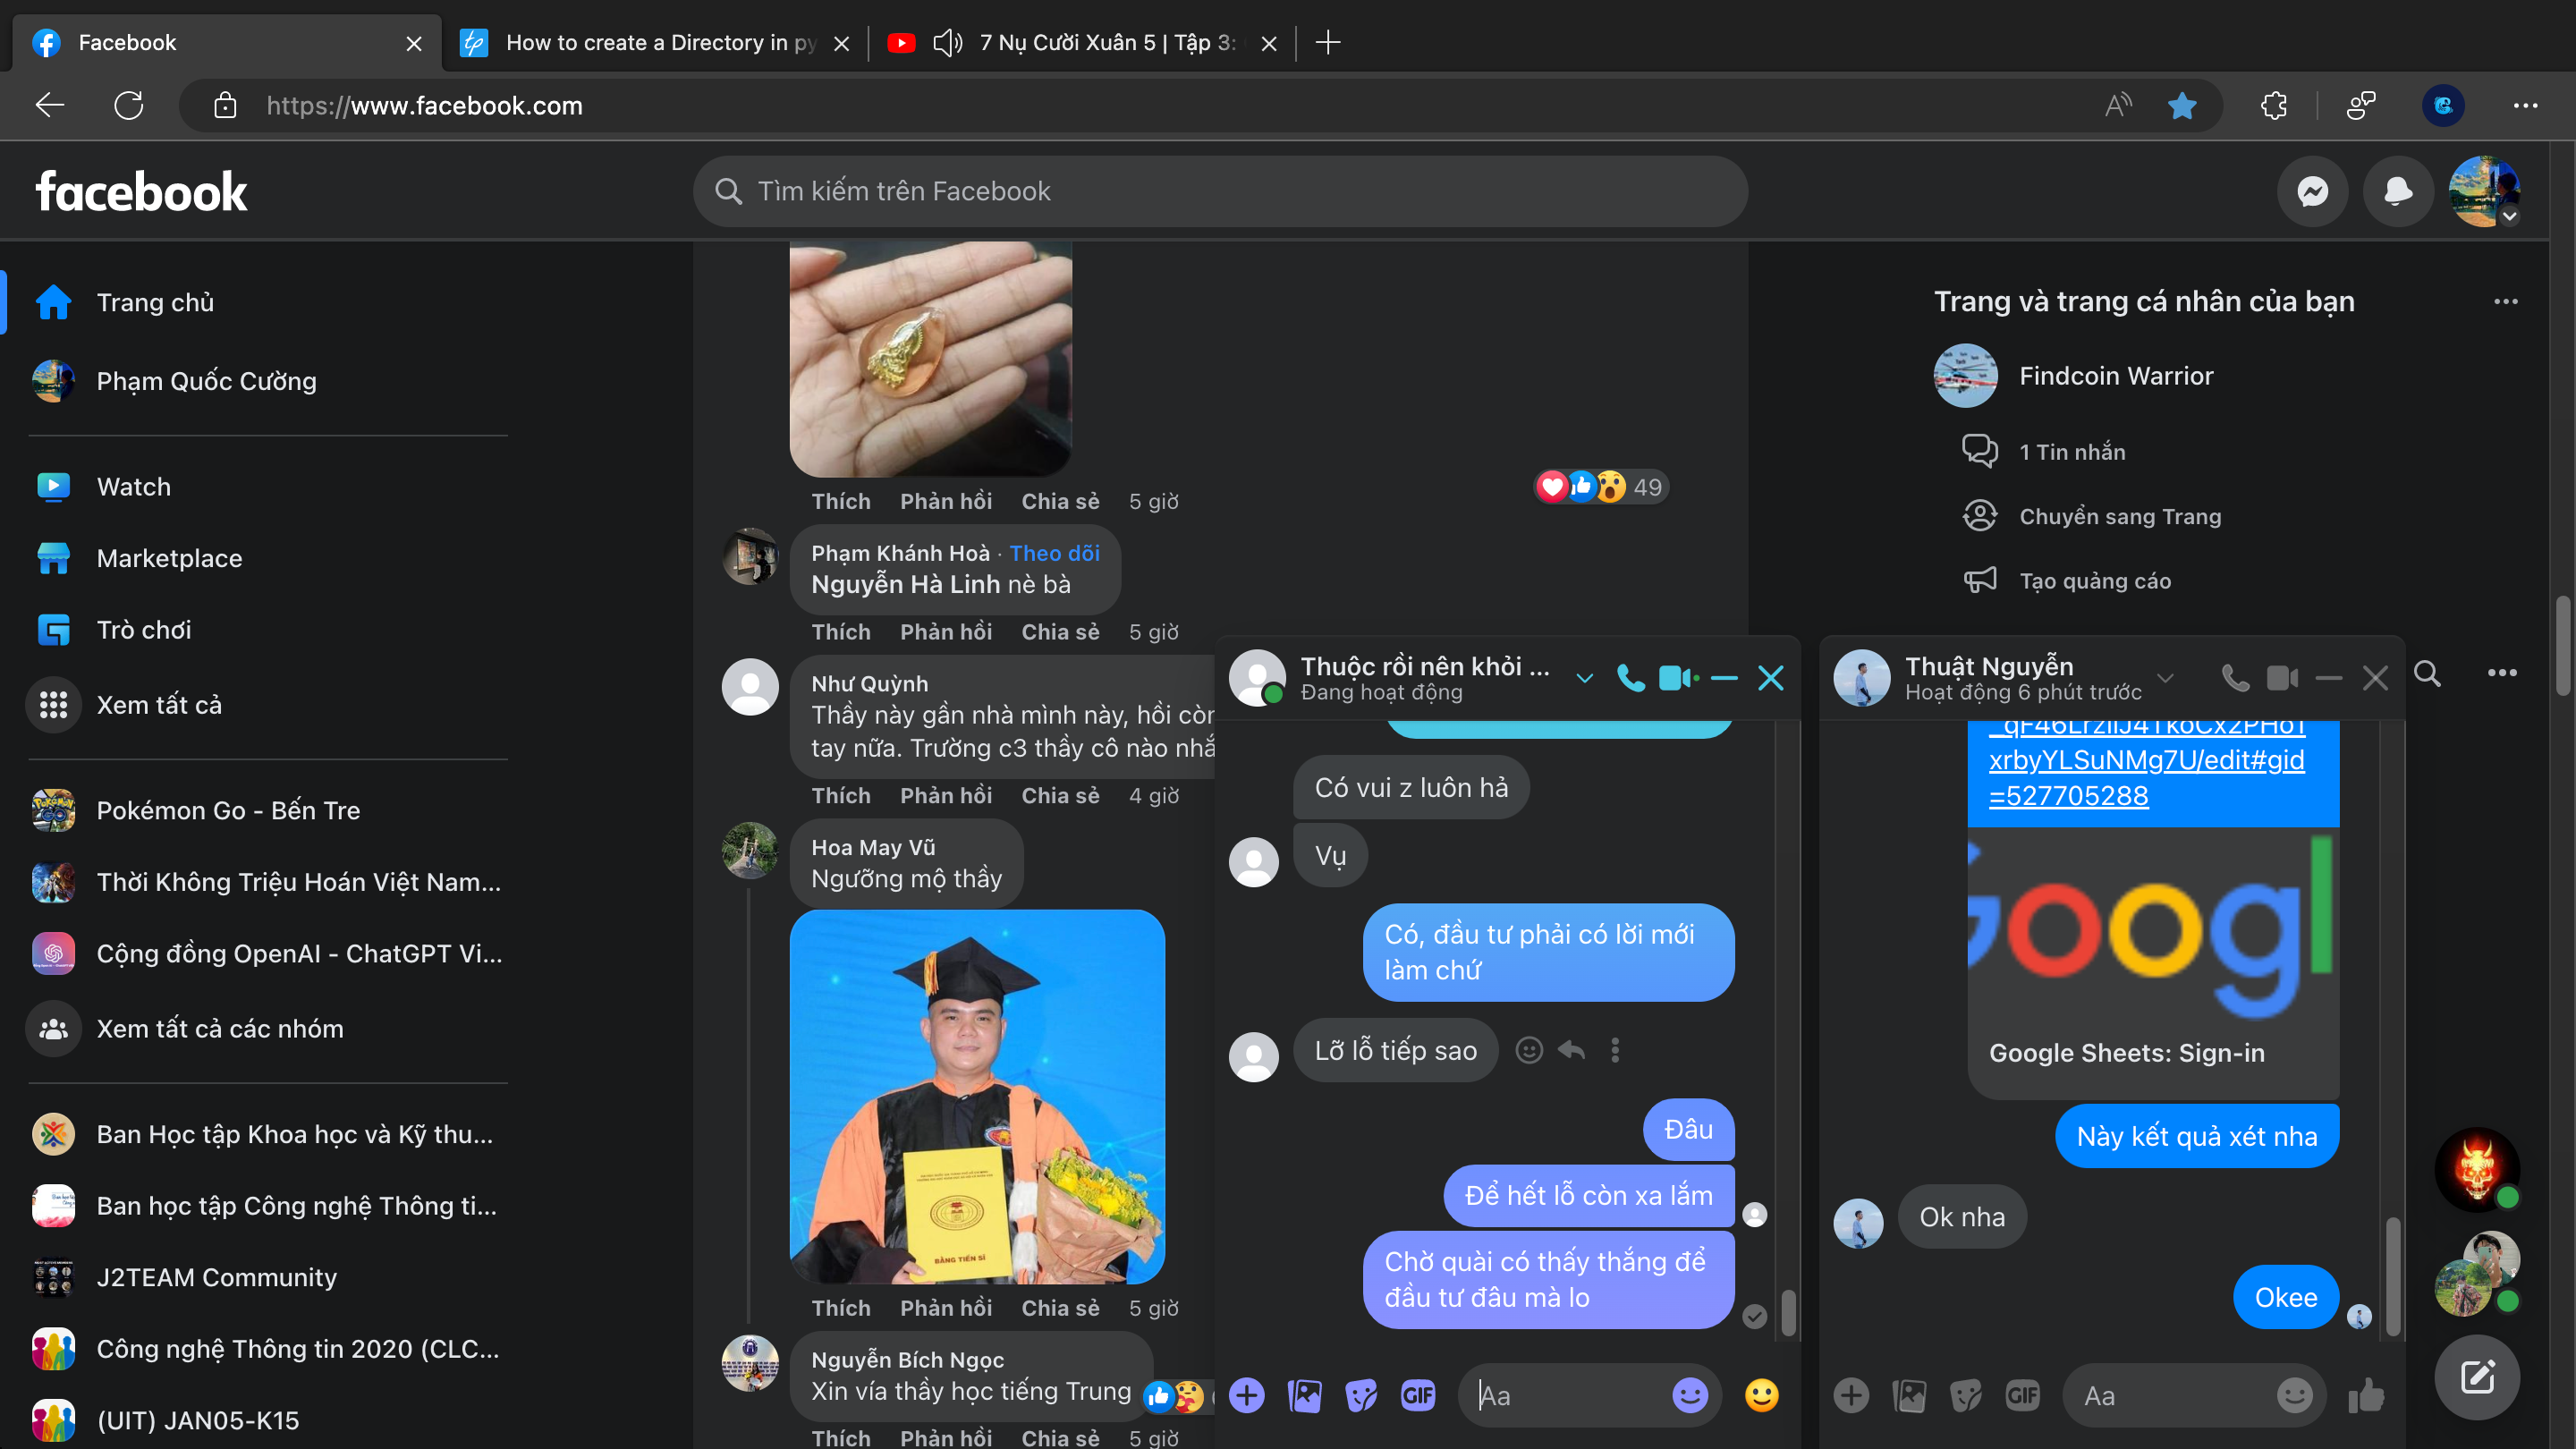 Facebook
How to create a Directory in py
7 Nụ Cười Xuân 5 | Tập 3:
https://www.facebook.com
facebook
Tìm kiếm trên Facebook
Trang chủ
Phạm Quốc Cường
Watch
Marketplace
Trò chơi
Xem tất cả
Pokémon Go - Bến Tre
Thời Không Triệu Hoán Việt Nam...
Cộng đồng OpenAI - ChatGPT Vi...
Xem tất cả các nhóm
Ban Học tập Khoa học và Kỹ thu...
Ban học tập Công nghệ Thông ti...
J2TEAM Community
Công nghệ Thông tin 2020 (CLC...
(UIT) JAN05-K15
Thích Phản hồi Chia sẻ 5 giờ
49
Phạm Khánh Hoà · Theo dõi
Nguyễn Hà Linh nè bà
Thích Phản hồi Chia sẻ 5 giờ
Như Quỳnh
Thầy này gần nhà mình này, hồi còn
tay nữa. Trường c3 thầy cô nào nhắ
Thích Phản hồi Chia sẻ 4 giờ
Hoa May Vũ
Ngưỡng mộ thầy
BẰNG TIẾN SĨ
Thích Phản hồi Chia sẻ 5 giờ
Nguyễn Bích Ngọc
Xin vía thầy học tiếng Trung
Thích Phản hồi Chia sẻ 5 giờ
Trang và trang cá nhân của bạn
Findcoin Warrior
1 Tin nhắn
Chuyển sang Trang
Tạo quảng cáo
Thuộc rồi nên khỏi ...
Đang hoạt động
Có vui z luôn hả
Vụ
Có, đầu tư phải có lời mới
làm chứ
Lỡ lỗ tiếp sao
Đâu
Để hết lỗ còn xa lắm
Chờ quài có thấy thắng để
đầu tư đâu mà lo
GIF
Aa
Thuật Nguyễn
Hoạt động 6 phút trước
xrbyYLSuNMg7U/edit#gid
=527705288
Googl
Google Sheets: Sign-in
Này kết quả xét nha
Ok nha
Okee
GIF
Aa